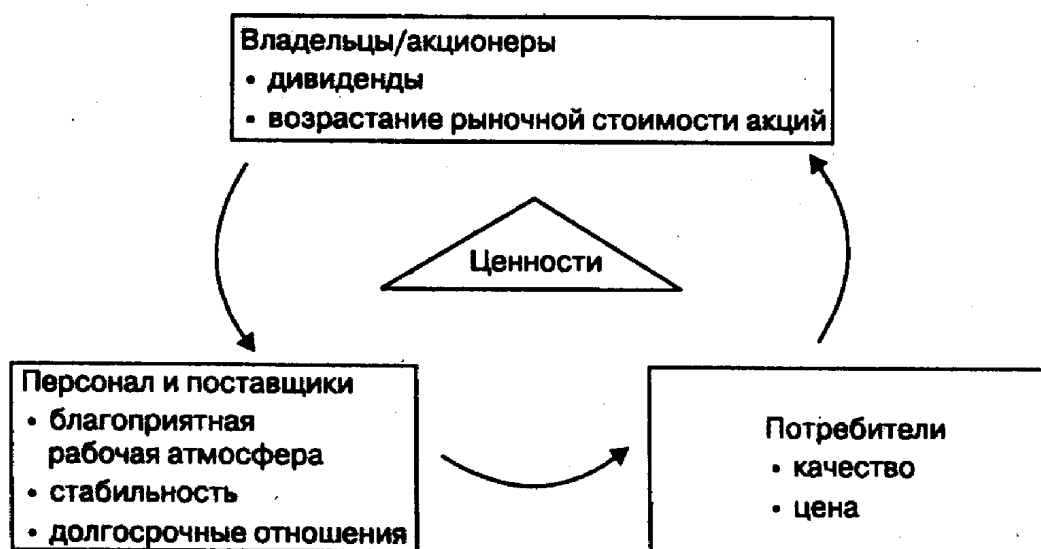 Владельцы/акционеры
• дивиденды
• возрастание рыночной стоимости акций
Ценности
Персонал и поставщики
• благоприятная
рабочая атмосфера
• стабильность
• долгосрочные отношения
Потребители
• качество
• цена